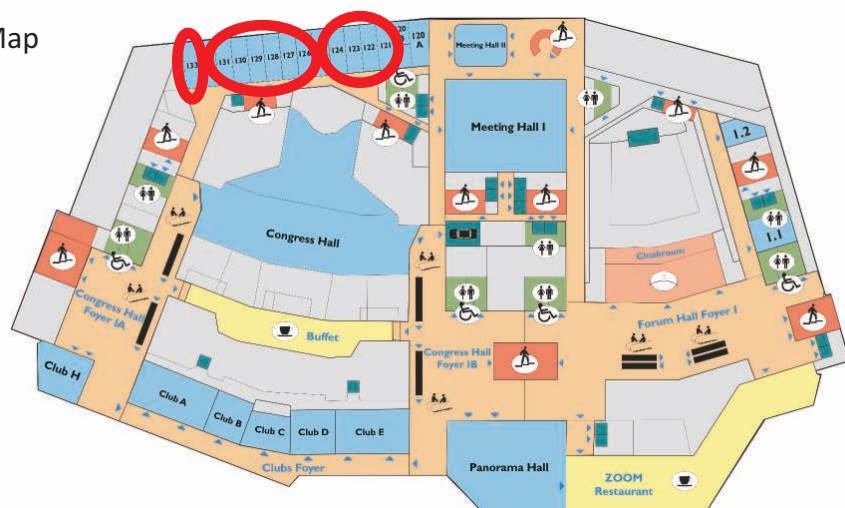 Map
133
131
130
129
128
127
126
124
123
122
121
120
A
Meeting Hall II
Meeting Hall I
1.2
1.1
Congress Hall
Cloakroom
Congress Hall
Foyer IA
Buffet
Forum Hall Foyer I
Congress Hall
Foyer IB
Club H
Club A
Club B
Club C
Club D
Club E
Clubs Foyer
Panorama Hall
ZOOM
Restaurant